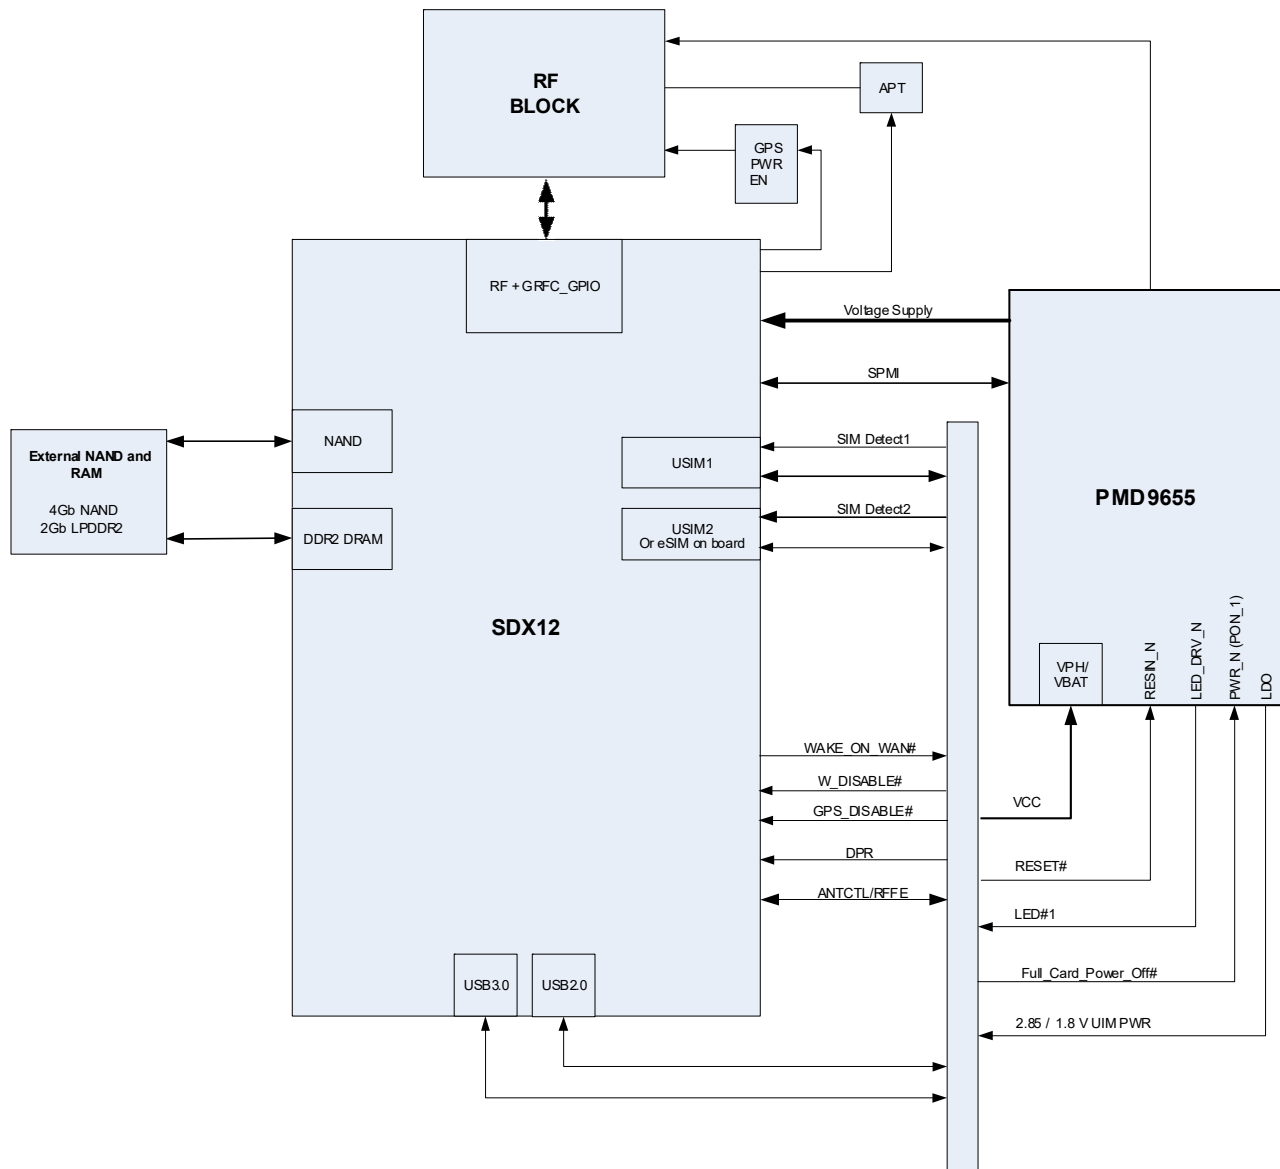 RF
BLOCK
APT
GPS
PWR
EN
RF + GRFC_GPIO
Voltage Supply
SPMI
NAND
External NAND and
RAM
4Gb NAND
2Gb LPDDR2
DDR2 DRAM
USIM1
SIM Detect1
USIM2
Or eSIM on board
SIM Detect2
PMD9655
SDX12
VPH/
VBAT
RESIN_N
LED_DRV_N
PWR_N (PON_1)
LDO
WAKE_ON_WAN#
W_DISABLE#
GPS_DISABLE#
DPR
ANTCTL/RFFE
VCC
RESET#
LED#1
Full_Card_Power_Off#
2.85 / 1.8 V UIM PWR
USB3.0
USB2.0